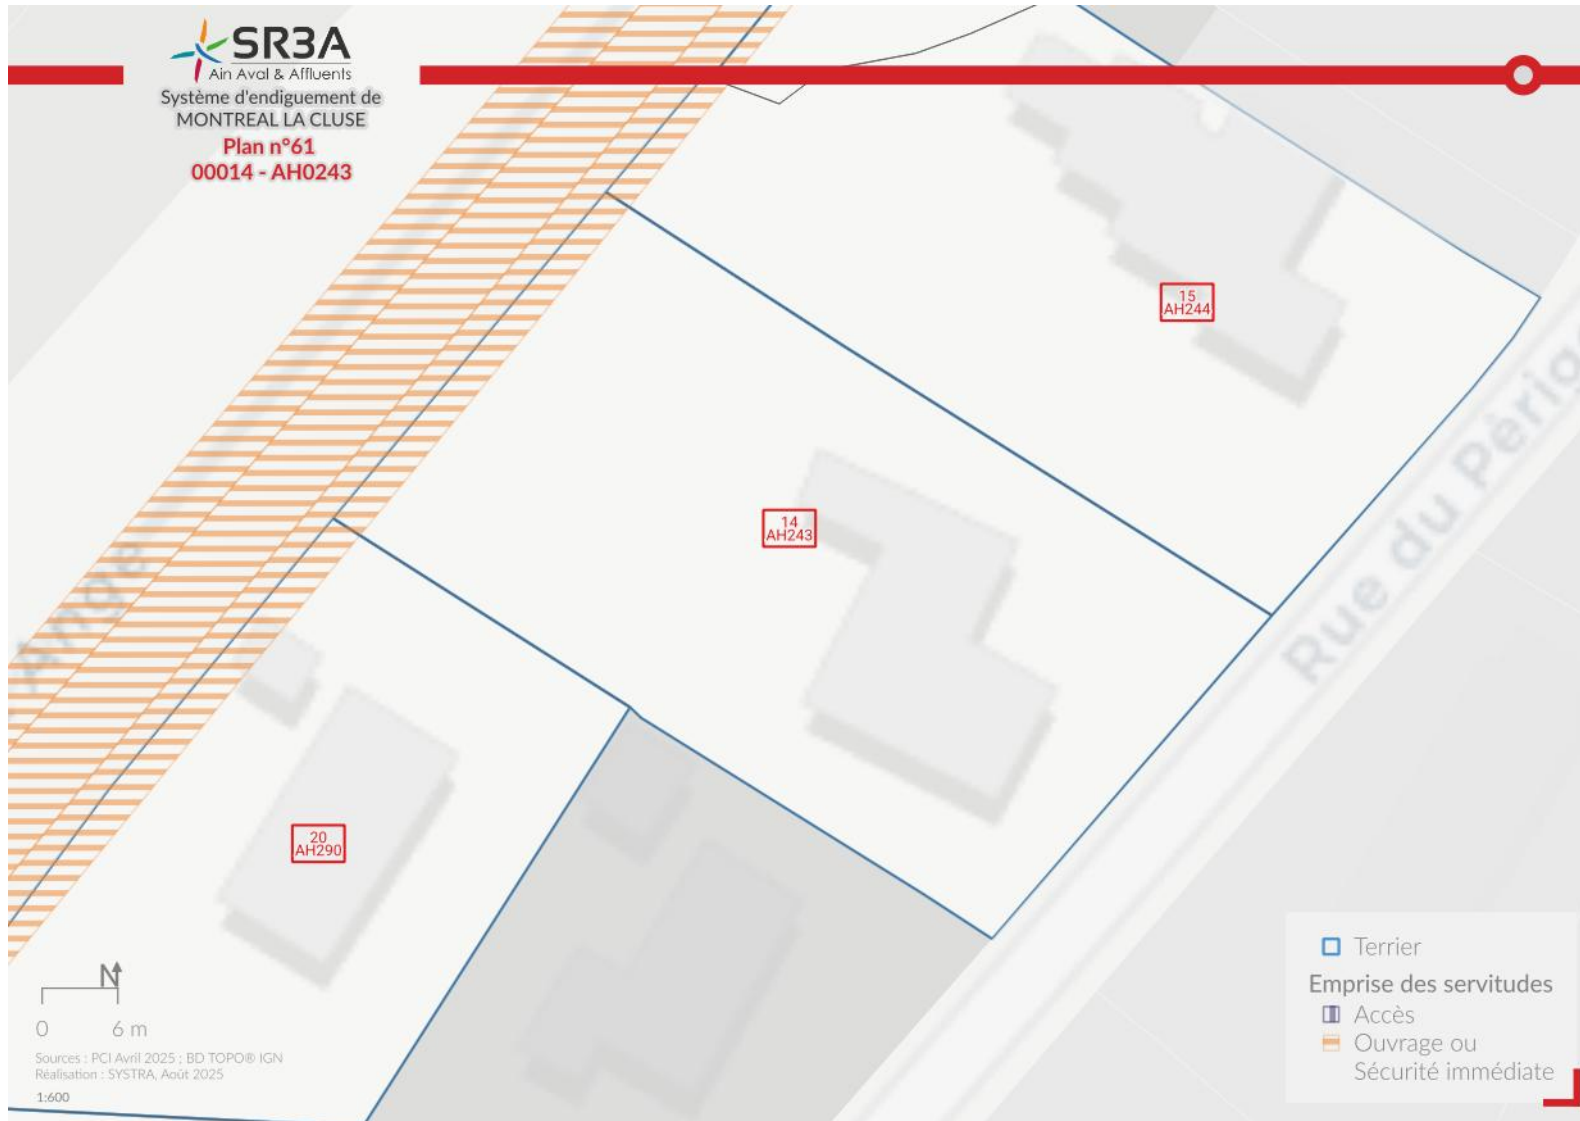 SR3A
Ain Aval & Affluents
Système d'endiguement de
MONTREAL LA CLUSE
Plan n°61
00014 - AH0243
15
AH244
14
AH243
Rue du
Ange
20
AH290
N
0 6 m
Sources : PCI Avril 2025 ; BD TOPO® IGN
Réalisation : SYSTRA, Août 2025
1:600
Terrier
Emprise des servitudes
Accès
Ouvrage ou
Sécurité immédiate